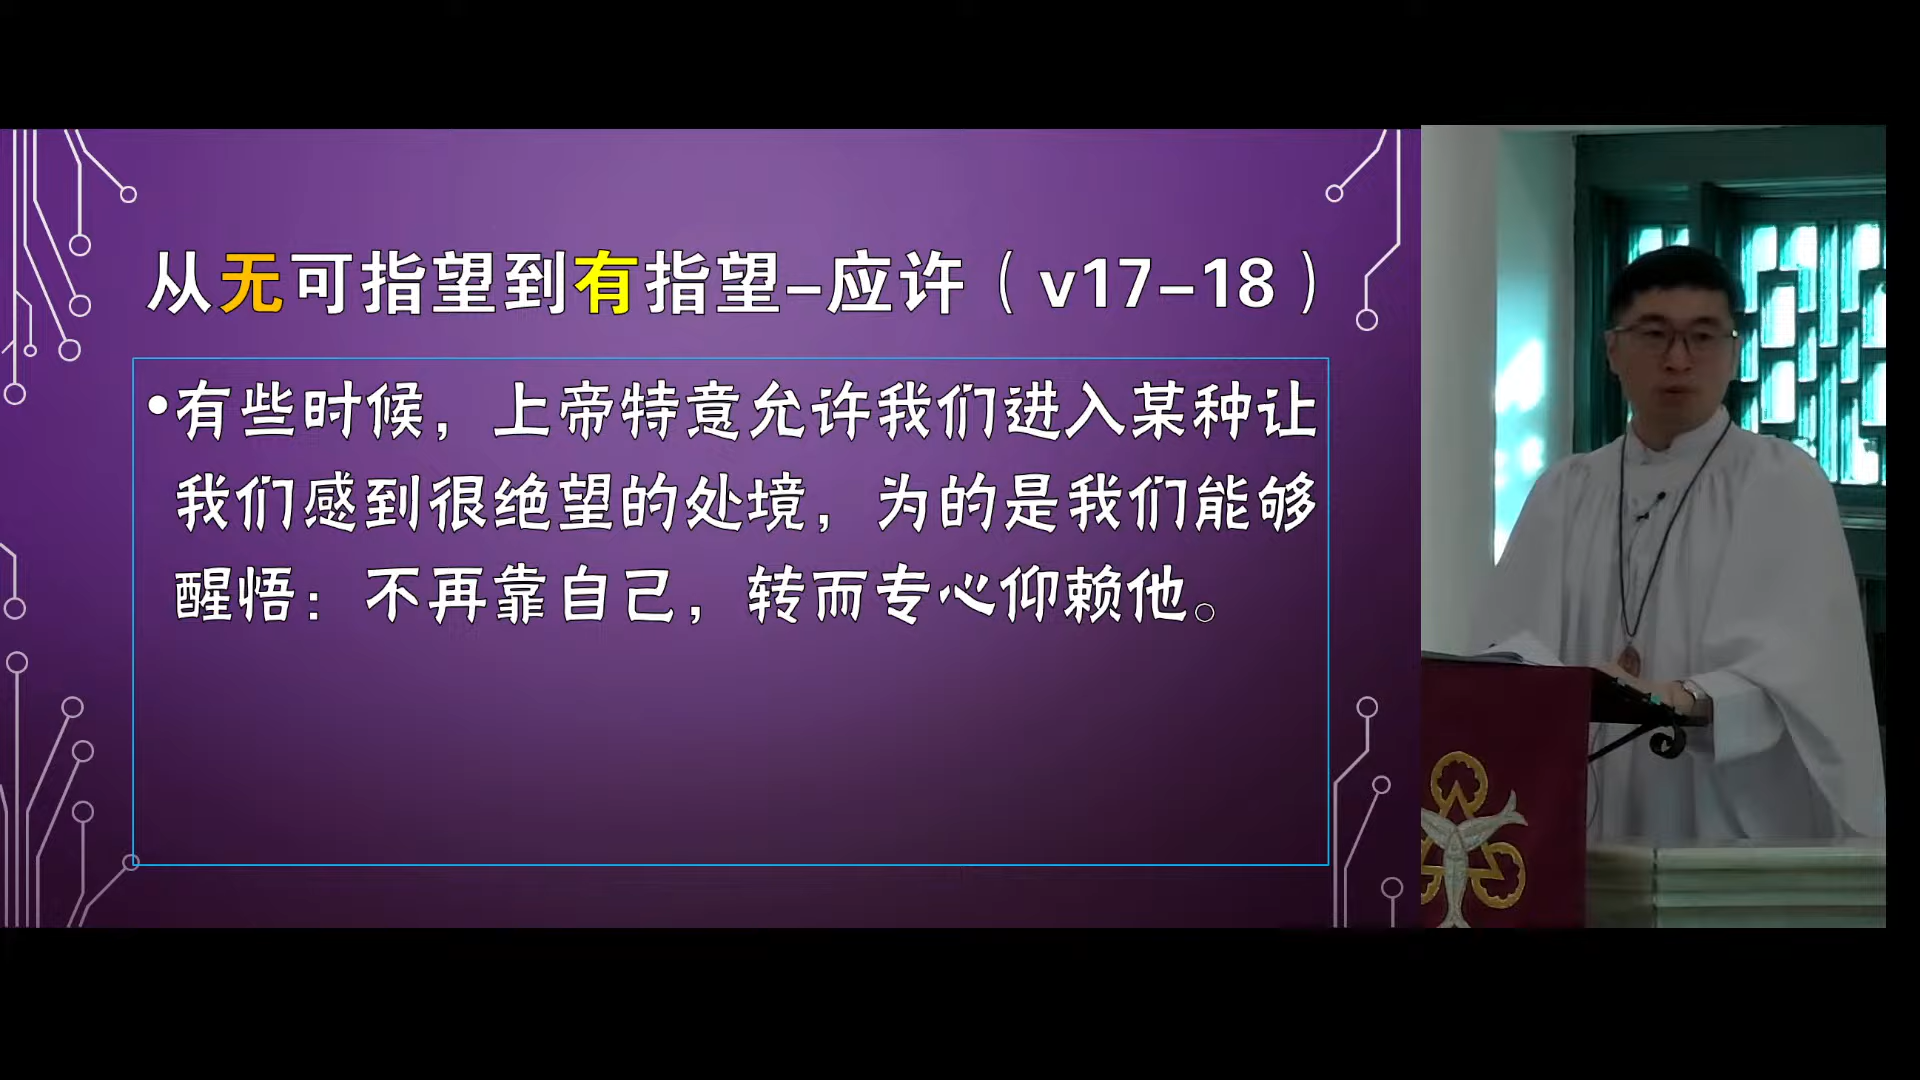 从无可指望到有指望-应许（v17-18）
•有些时候，上帝特意允许我们进入某种让
我们感到很绝望的处境，为的是我们能够
醒悟：不再靠自己，转而专心仰赖他。